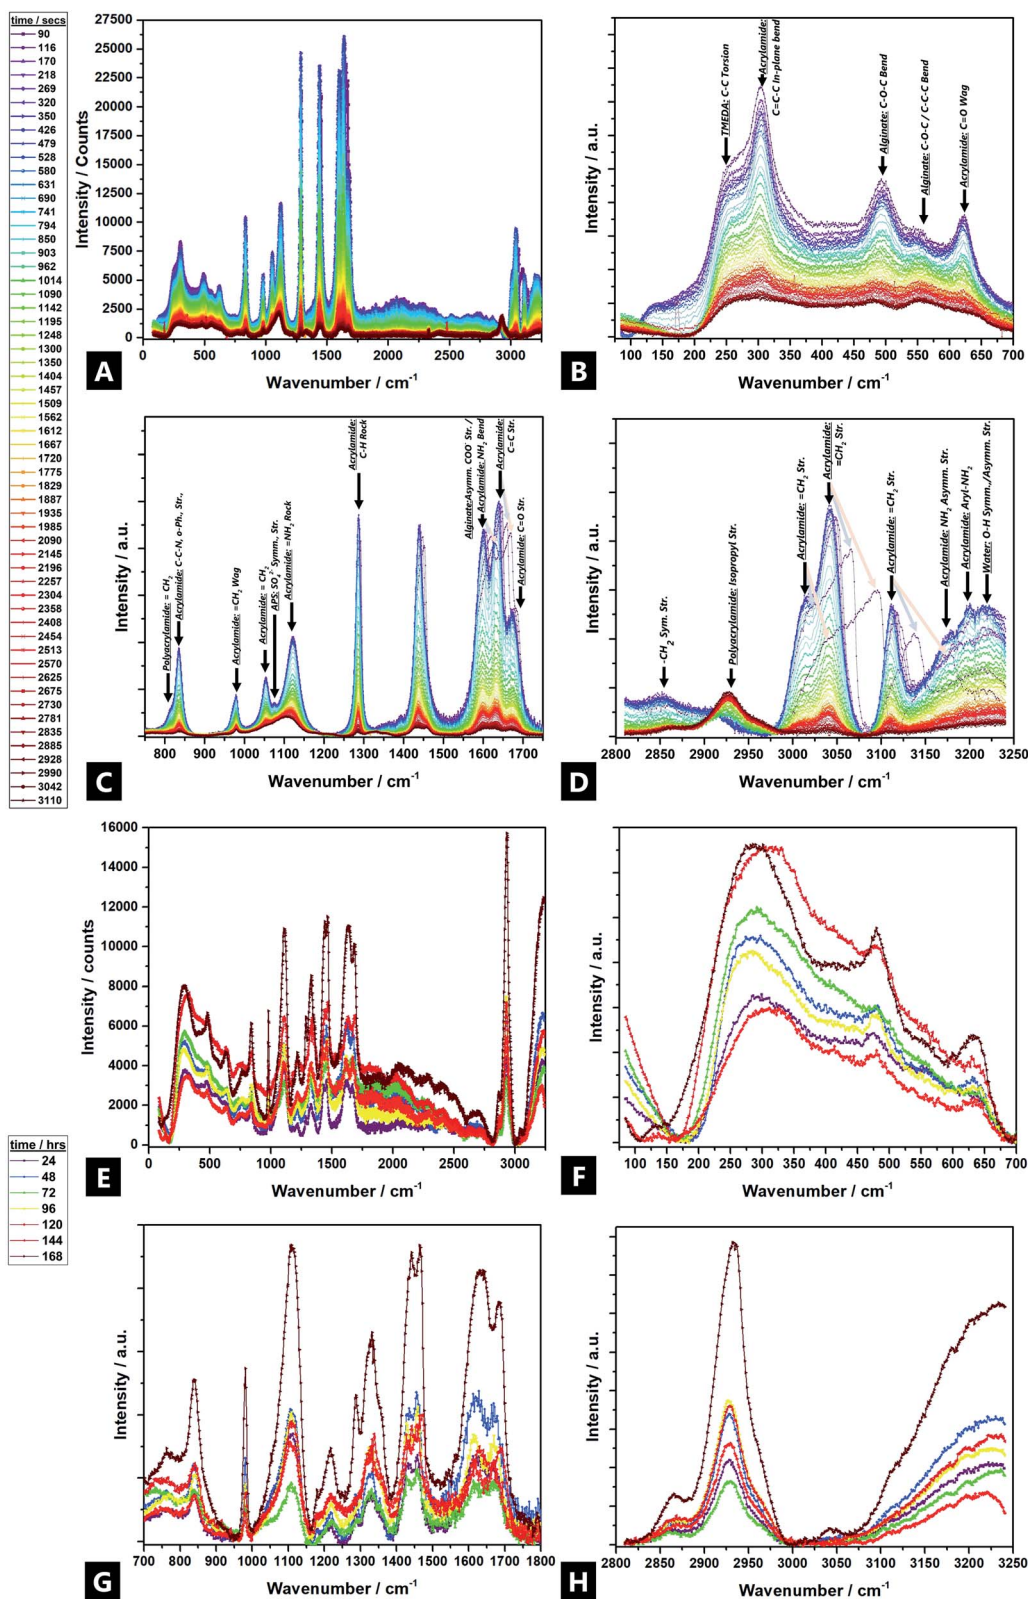 time / secs
90
116
170
218
269
320
350
426
479
528
580
631
690
741
794
850
903
962
1014
1090
1142
1195
1248
1300
1350
1404
1457
1509
1562
1612
1667
1720
1775
1829
1887
1935
1985
2090
2145
2196
2257
2304
2358
2408
2454
2513
2570
2625
2675
2730
2781
2835
2885
2928
2990
3042
3110
Intensity / Counts
27500
25000
22500
20000
17500
15000
12500
10000
7500
5000
2500
0
0 500 1000 1500 2000 2500 3000
Wavenumber / cm-1
A
Intensity / a.u.
TMEDA: C-C Torsion
Acrylamide:
C=C-C In-plane bend
Alginate: C-O-C Bend
Alginate: C-O-C / C-C-C Bend
Acrylamide: C=O Wag
100 150 200 250 300 350 400 450 500 550 600 650 700
Wavenumber / cm-1
B
Intensity / a.u.
Polyacrylamide: = CH2
Acrylamide: C-C-N, o-Ph., Str.,
Acrylamide: =CH2 Wag
Acrylamide: = CH2
APS: SO42- Symm., Str.
Acrylamide: =NH2 Rock
Acrylamide:
C-H Rock
Alginate:Asymm. COO- Str. /
Acrylamide: NH2 Bend
Acrylamide:
C=C Str.
Acrylamide: C=O Str.
800 900 1000 1100 1200 1300 1400 1500 1600 1700
Wavenumber / cm-1
C
Intensity / a.u.
-CH2 Sym. Str.
Polyacrylamide: Isopropyl Str.
Acrylamide: =CH2 Str.
Acrylamide:
=CH2 Str.
Acrylamide: =CH2 Str.
Acrylamide: NH2 Asymm. Str.
Acrylamide: Aryl-NH2
Water: O-H Symm./Asymm. Str.
2800 2850 2900 2950 3000 3050 3100 3150 3200 3250
Wavenumber / cm-1
D
Intensity / counts
16000
14000
12000
10000
8000
6000
4000
2000
0
0 500 1000 1500 2000 2500 3000
Wavenumber / cm-1
E
Intensity / a.u.
100 150 200 250 300 350 400 450 500 550 600 650 700
Wavenumber / cm-1
F
time / hrs
24
48
72
96
120
144
168
Intensity / a.u.
700 800 900 1000 1100 1200 1300 1400 1500 1600 1700 1800
Wavenumber / cm-1
G
Intensity / a.u.
2800 2850 2900 2950 3000 3050 3100 3150 3200 3250
Wavenumber / cm-1
H